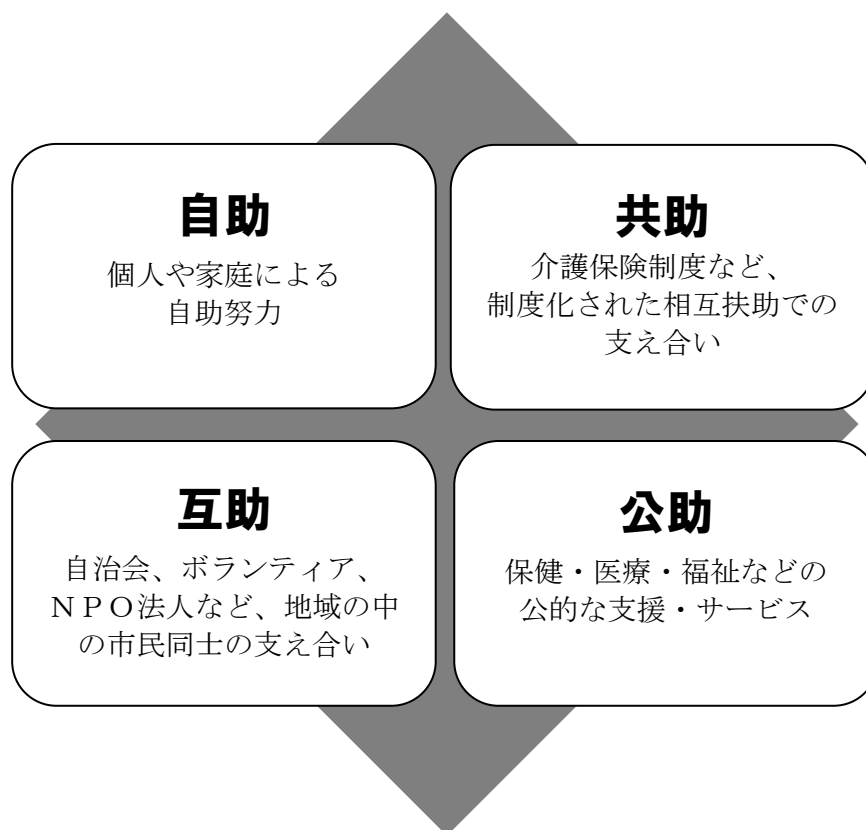 自助
個人や家庭による
自助努力
共助
介護保険制度など、
制度化された相互扶助での
支え合い
互助
自治会、ボランティア、
ＮＰＯ法人など、地域の中
の市民同士の支え合い
公助
保健・医療・福祉などの
公的な支援・サービス